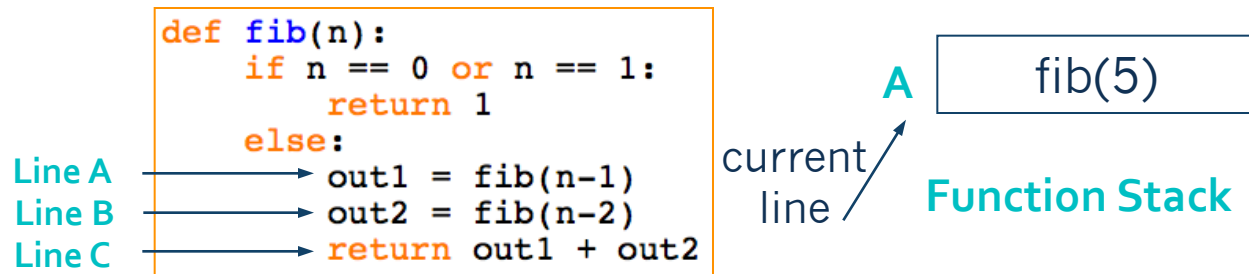 def fib(n):
    if n == 0 or n == 1:
        return 1
    else:
Line A
        out1 = fib(n-1)
Line B
        out2 = fib(n-2)
Line C
        return out1 + out2
A
fib(5)
current
line
Function Stack